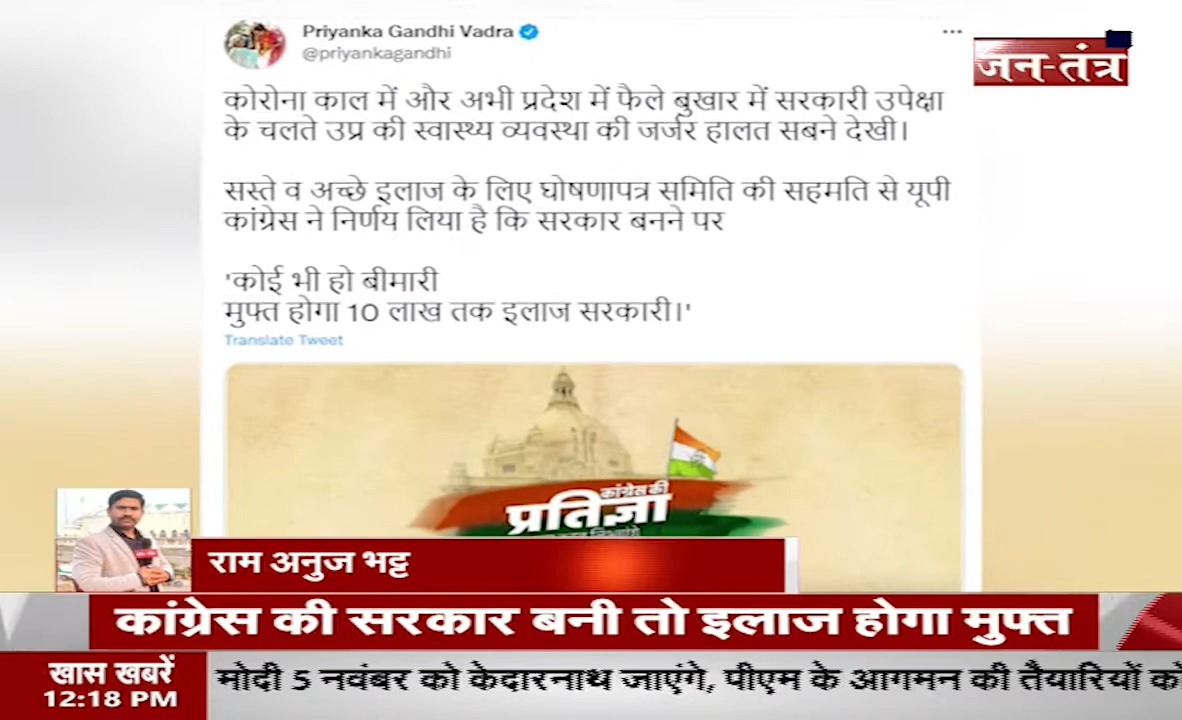 Priyanka Gandhi Vadra
@priyankagandhi
जन-तंत्र
कोरोना काल में और अभी प्रदेश में फैले बुखार में सरकारी उपेक्षा
के चलते उप्र की स्वास्थ्य व्यवस्था की जर्जर हालत सबने देखी।
सस्ते व अच्छे इलाज के लिए घोषणापत्र समिति की सहमति से यूपी
कांग्रेस ने निर्णय लिया है कि सरकार बनने पर
'कोई भी हो बीमारी
मुफ्त होगा 10 लाख तक इलाज सरकारी।'
Translate Tweet
कांग्रेस की
प्रतिज्ञा
राम अनुज भट्ट
कांग्रेस की सरकार बनी तो इलाज होगा मुफ्त
खास खबरें
12:18 PM
मोदी 5 नवंबर को केदारनाथ जाएंगे, पीएम के आगमन की तैयारियों को